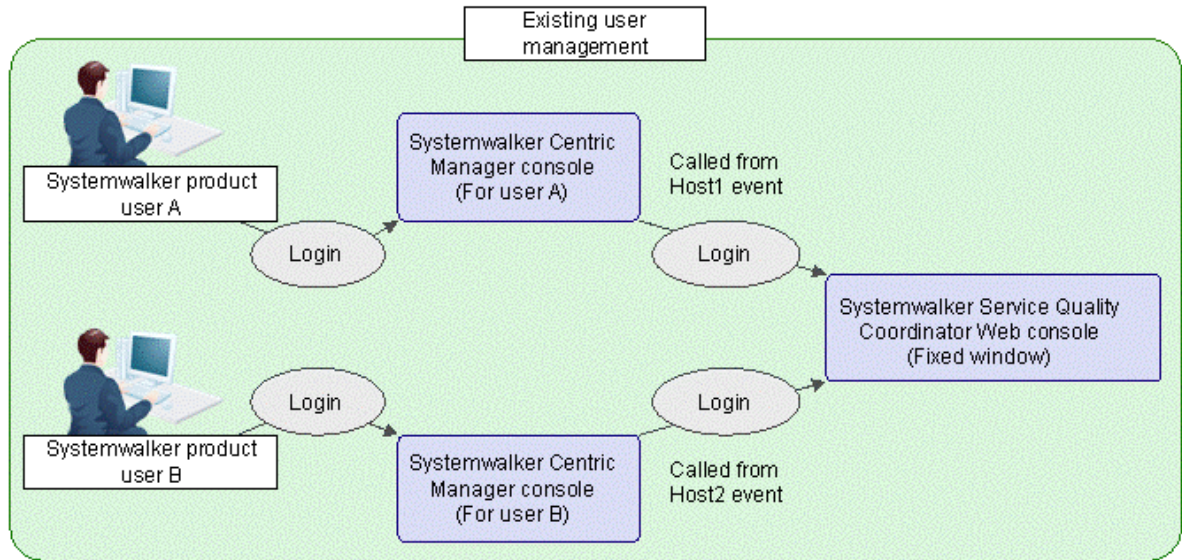 Existing user
management
Systemwalker product
user A
Login
Systemwalker Centric
Manager console
(For user A)
Called from
Host1 event
Login
Systemwalker Service Quality
Coordinator Web console
(Fixed window)
Systemwalker product
user B
Login
Systemwalker Centric
Manager console
(For user B)
Login
Called from
Host2 event